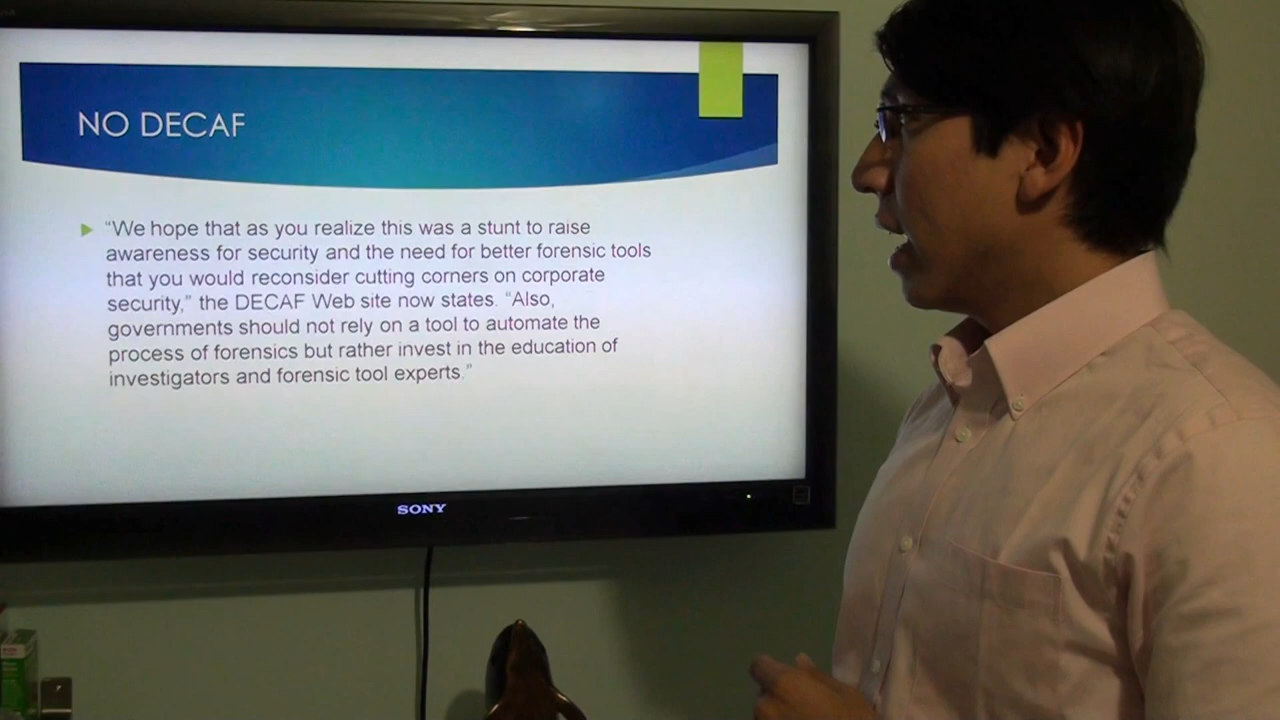 NO DECAF
“We hope that as you realize this was a stunt to raise
awareness for security and the need for better forensic tools
that you would reconsider cutting corners on corporate
security,” the DECAF Web site now states. “Also,
governments should not rely on a tool to automate the
process of forensics but rather invest in the education of
investigators and forensic tool experts.”
SONY